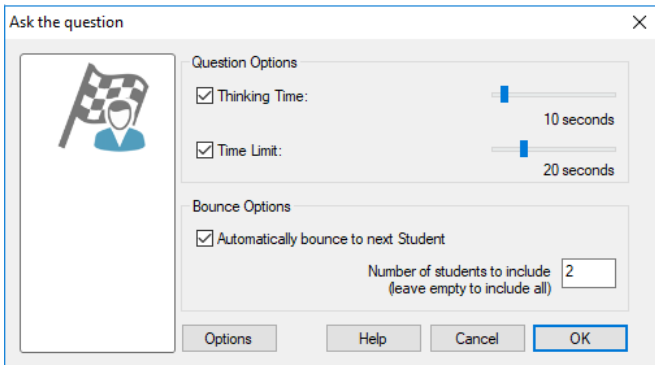 Ask the question
Question Options
Thinking Time:
10 seconds
Time Limit:
20 seconds
Bounce Options
Automatically bounce to next Student
Number of students to include 2
(leave empty to include all)
Options Help Cancel OK